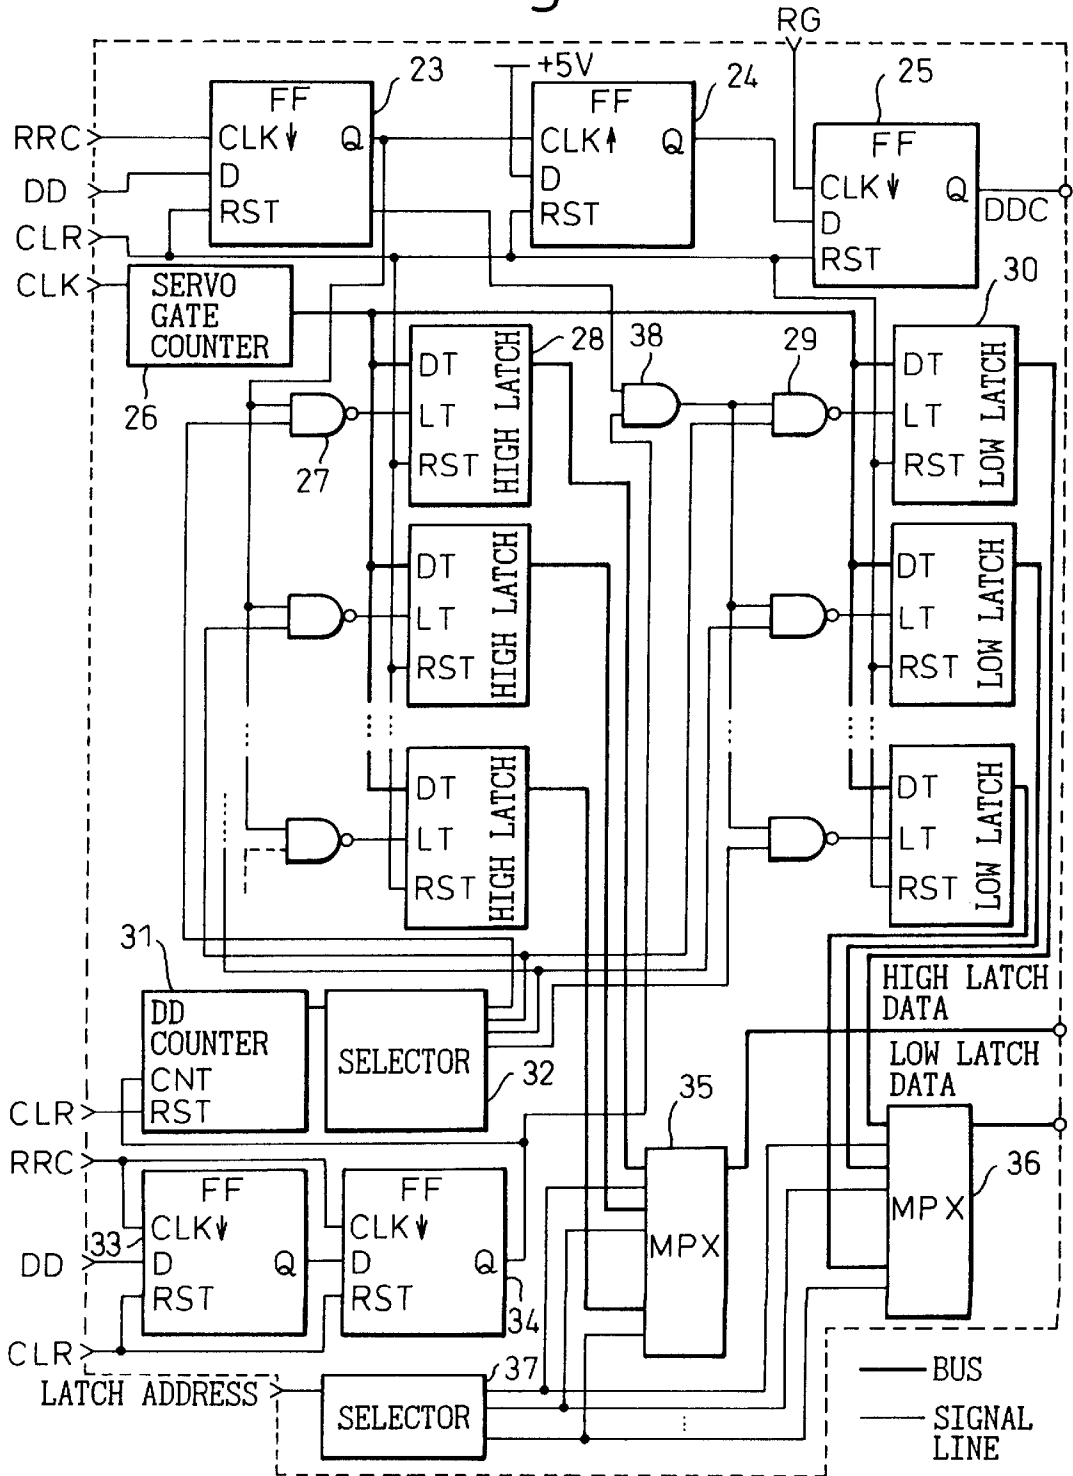 RG
+5V
23
24
25
FF
CLK↓
Q
D
RST
FF
CLK↑
Q
D
RST
FF
CLK↓
Q
D
RST
DDC
RRC
DD
CLR
CLK
SERVO
GATE
COUNTER
26
27
28
38
29
30
DT
LT
RST
HIGH LATCH
DT
LT
RST
LOW LATCH
DT
LT
RST
HIGH LATCH
DT
LT
RST
LOW LATCH
DT
LT
RST
HIGH LATCH
DT
LT
RST
LOW LATCH
31
DD
COUNTER
CNT
RST
SELECTOR
32
HIGH LATCH
DATA
LOW LATCH
DATA
35
MPX
36
MPX
CLR
RRC
DD
CLR
33
FF
CLK↓
D
Q
RST
FF
CLK↓
D
Q
RST
34
37
LATCH ADDRESS
SELECTOR
BUS
SIGNAL
LINE